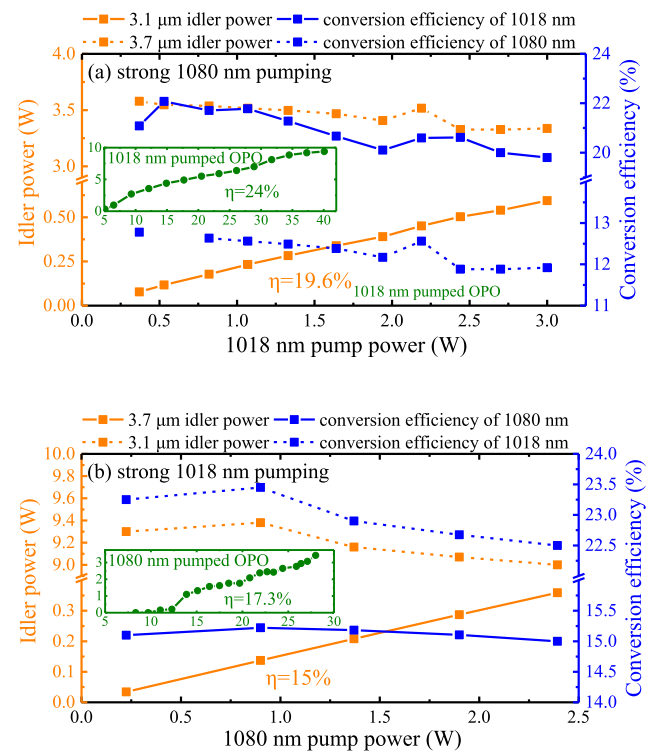 3.1 μm idler power conversion efficiency of 1018 nm
3.7 μm idler power conversion efficiency of 1080 nm
(a) strong 1080 nm pumping
Idler power (W)
4.0
3.5
3.0
0.50
0.25
0.00
Conversion efficiency (%)
24
22
20
13
12
11
1018 nm pumped OPO
η=24%
10
5
0
5 10 15 20 25 30 35 40
η=19.6%
1018 nm pumped OPO
0.0 0.5 1.0 1.5 2.0 2.5 3.0
1018 nm pump power (W)
3.7 μm idler power conversion efficiency of 1080 nm
3.1 μm idler power conversion efficiency of 1018 nm
(b) strong 1018 nm pumping
Idler power (W)
10.0
9.8
9.6
9.4
9.2
9.0
0.3
0.2
0.1
0.0
Conversion efficiency (%)
24.0
23.5
23.0
22.5
15.5
15.0
14.5
14.0
1080 nm pumped OPO
η=17.3%
3
2
1
0
5 10 15 20 25 30
η=15%
0.0 0.5 1.0 1.5 2.0 2.5
1080 nm pump power (W)